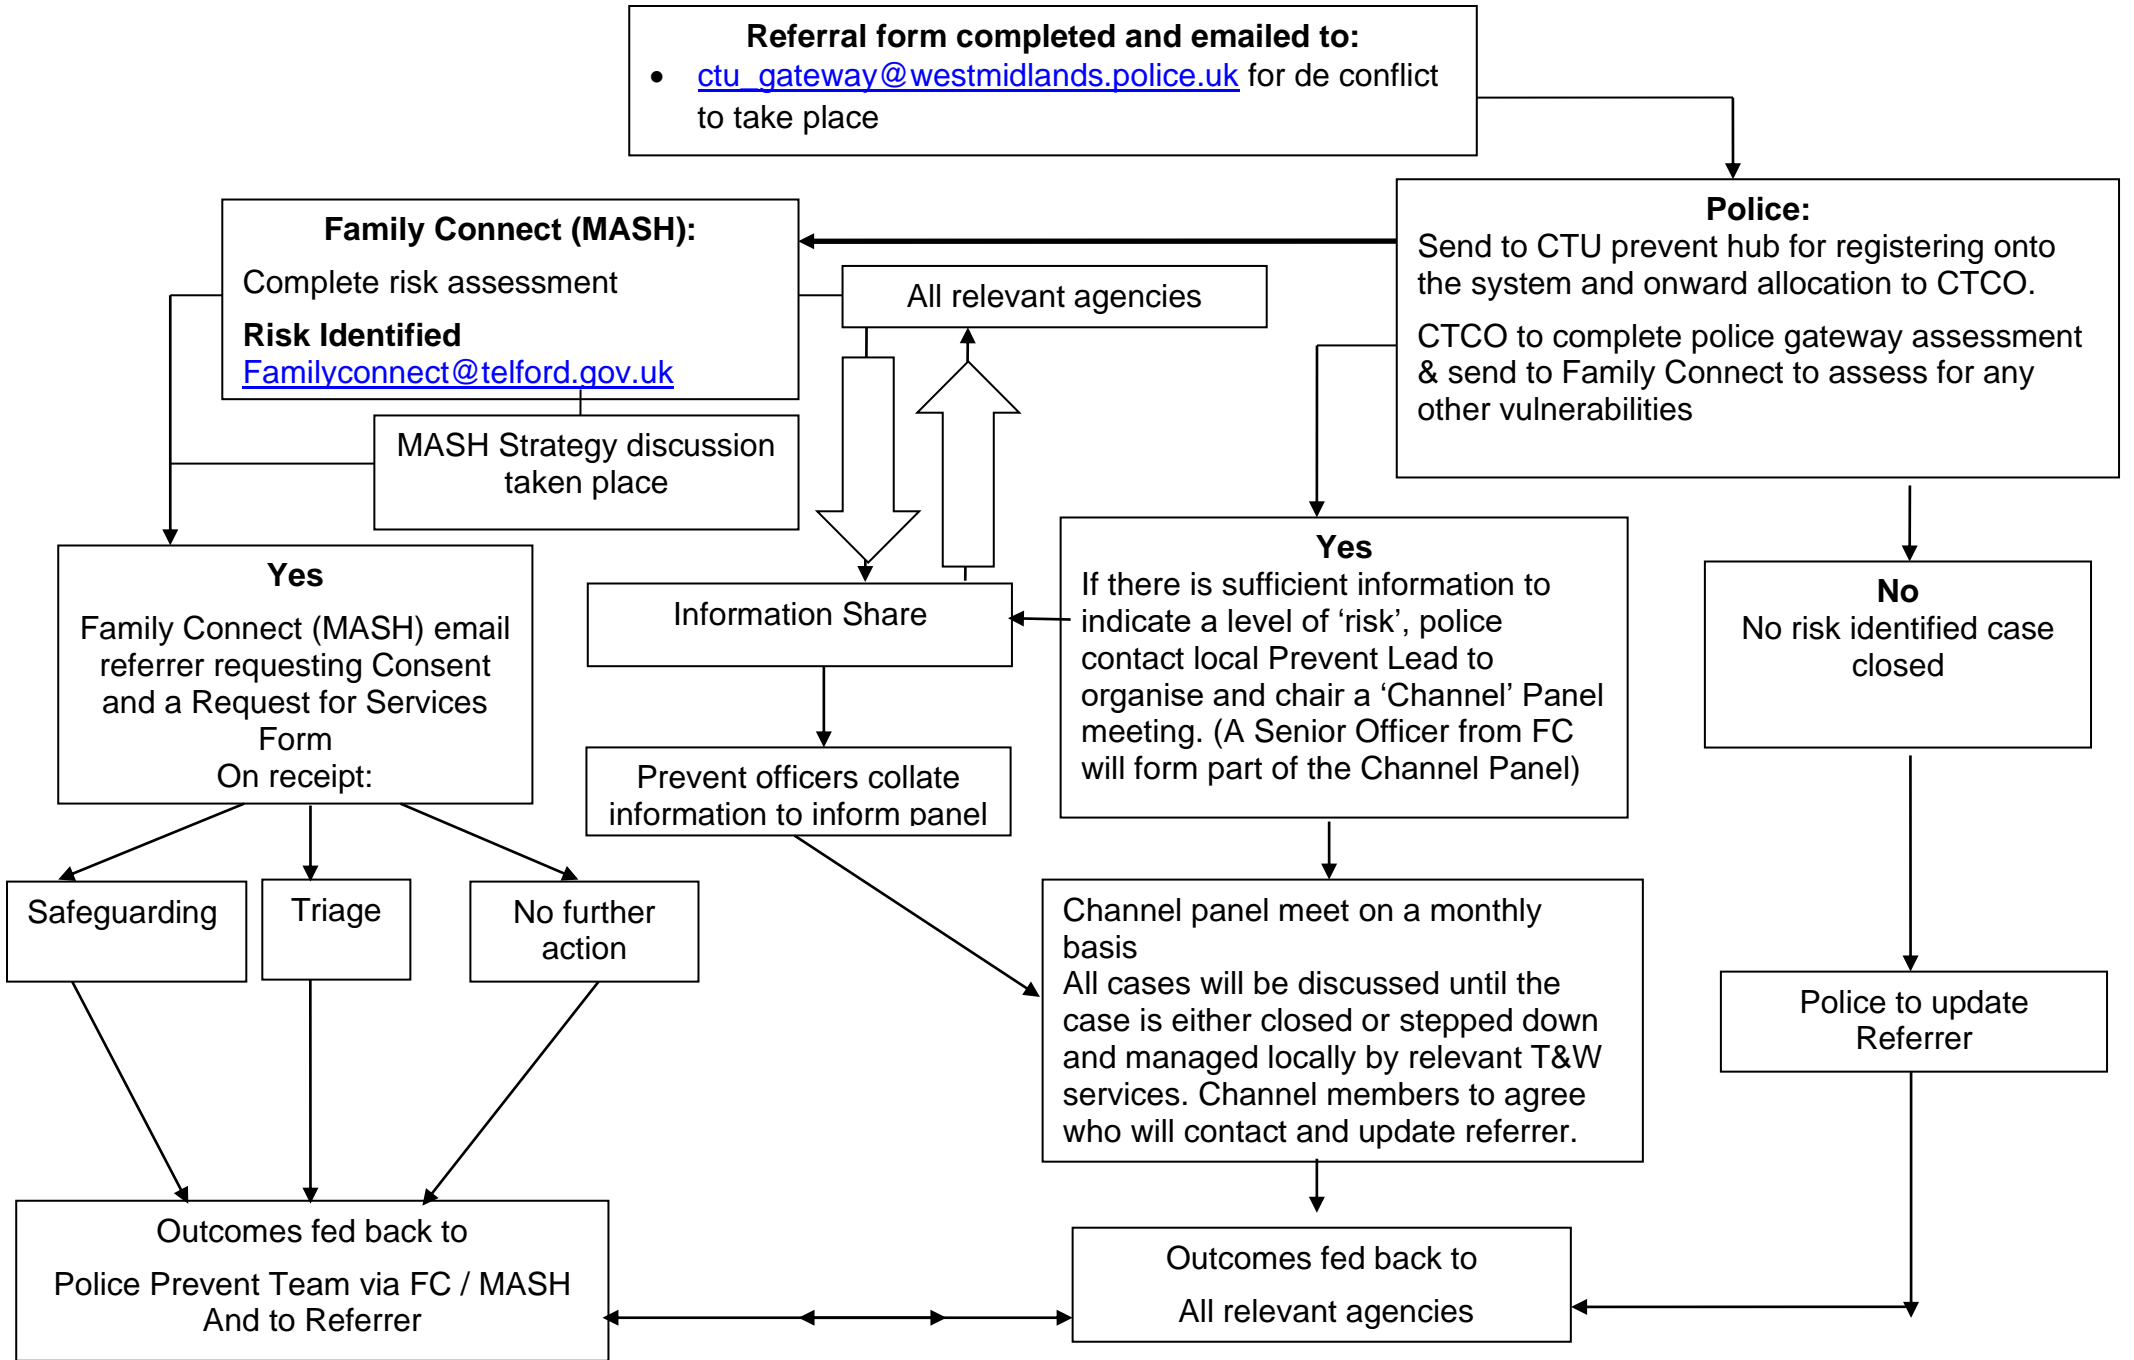 Referral form completed and emailed to:
• ctu_gateway@westmidlands.police.uk for de conflict
to take place
Police:
Send to CTU prevent hub for registering onto
the system and onward allocation to CTCO.
CTCO to complete police gateway assessment
& send to Family Connect to assess for any
other vulnerabilities
Family Connect (MASH):
Complete risk assessment
Risk Identified
Familyconnect@telford.gov.uk
All relevant agencies
MASH Strategy discussion
taken place
Yes
Family Connect (MASH) email
referrer requesting Consent
and a Request for Services
Form
On receipt:
Information Share
Yes
If there is sufficient information to
indicate a level of ‘risk’, police
contact local Prevent Lead to
organise and chair a ‘Channel’ Panel
meeting. (A Senior Officer from FC
will form part of the Channel Panel)
No
No risk identified case
closed
Prevent officers collate
information to inform panel
Safeguarding
Triage
No further
action
Channel panel meet on a monthly
basis
All cases will be discussed until the
case is either closed or stepped down
and managed locally by relevant T&W
services. Channel members to agree
who will contact and update referrer.
Police to update
Referrer
Outcomes fed back to
Police Prevent Team via FC / MASH
And to Referrer
Outcomes fed back to
All relevant agencies